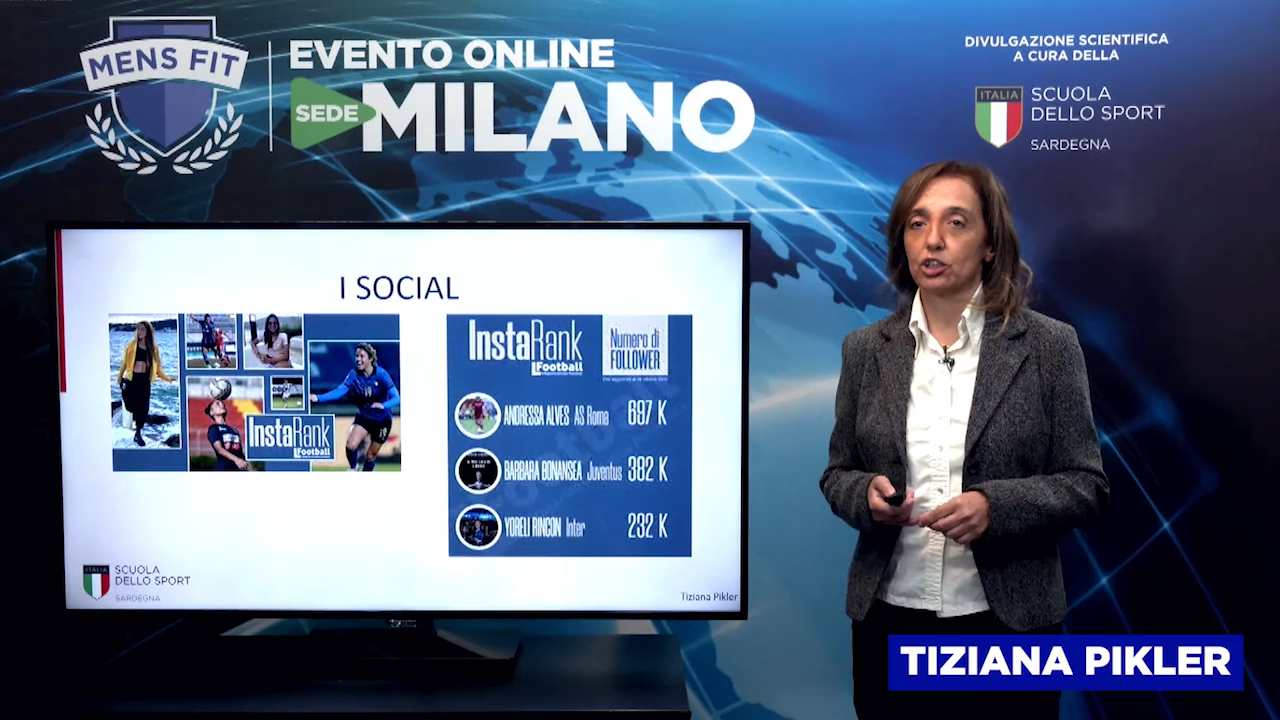 MENS FIT
EVENTO ONLINE
SEDE
MILANO
DIVULGAZIONE SCIENTIFICA
A CURA DELLA
ITALIA
SCUOLA
DELLO SPORT
SARDEGNA
I SOCIAL
InstaRank
Football
InstaRank
Football
Numero di
FOLLOWER
ANDRESSA ALVES AS Roma 697 K
BARBARA BONANSEA Juventus 382 K
YORELI RINCON Inter 232 K
ITALIA
SCUOLA
DELLO SPORT
SARDEGNA
Tiziana Pikler
TIZIANA PIKLER